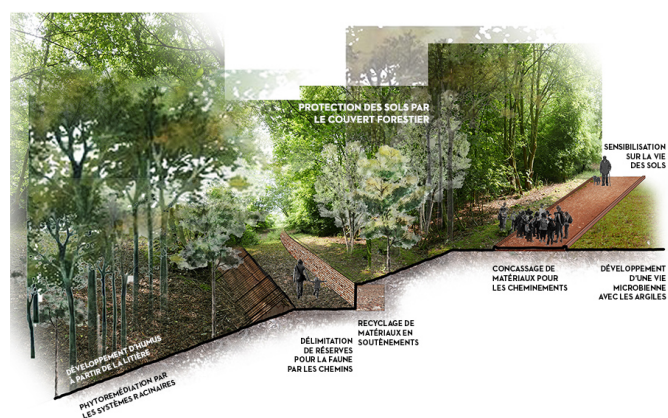 PROTECTION DES SOLS PAR
LE COUVERT FORESTIER
SENSIBILISATION
SUR LA VIE
DES SOLS
CONCASSAGE DE
MATÉRIAUX POUR
LES CHEMINEMENTS
DÉVELOPPEMENT
D'UNE VIE
MICROBIENNE
AVEC LES ARGILES
RECYCLAGE DE
MATÉRIAUX EN
SOUTÈNEMENTS
DÉLIMITATION
DE RÉSERVES
POUR LA FAUNE
PAR LES CHEMINS
DÉVELOPPEMENT D'HUMUS
À PARTIR DE LA LITIÈRE
PHYTOREMÉDIATION PAR
LES SYSTÈMES RACINAIRES